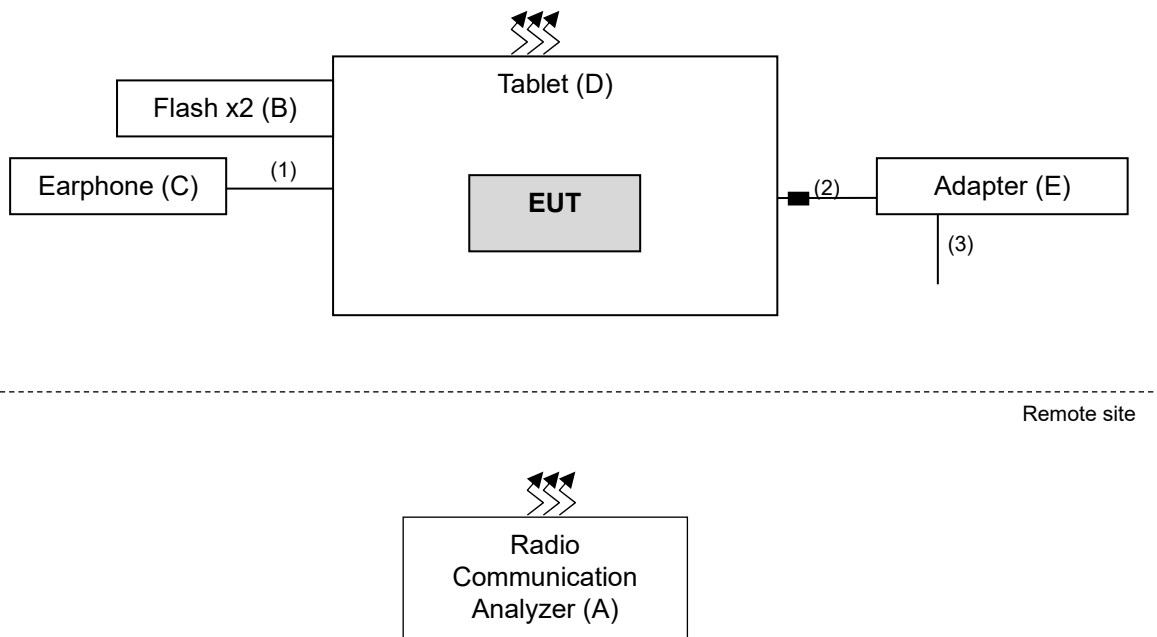 Tablet (D)
Flash x2 (B)
Earphone (C)
(1)
EUT
(2)
Adapter (E)
(3)
Remote site
Radio
Communication
Analyzer (A)